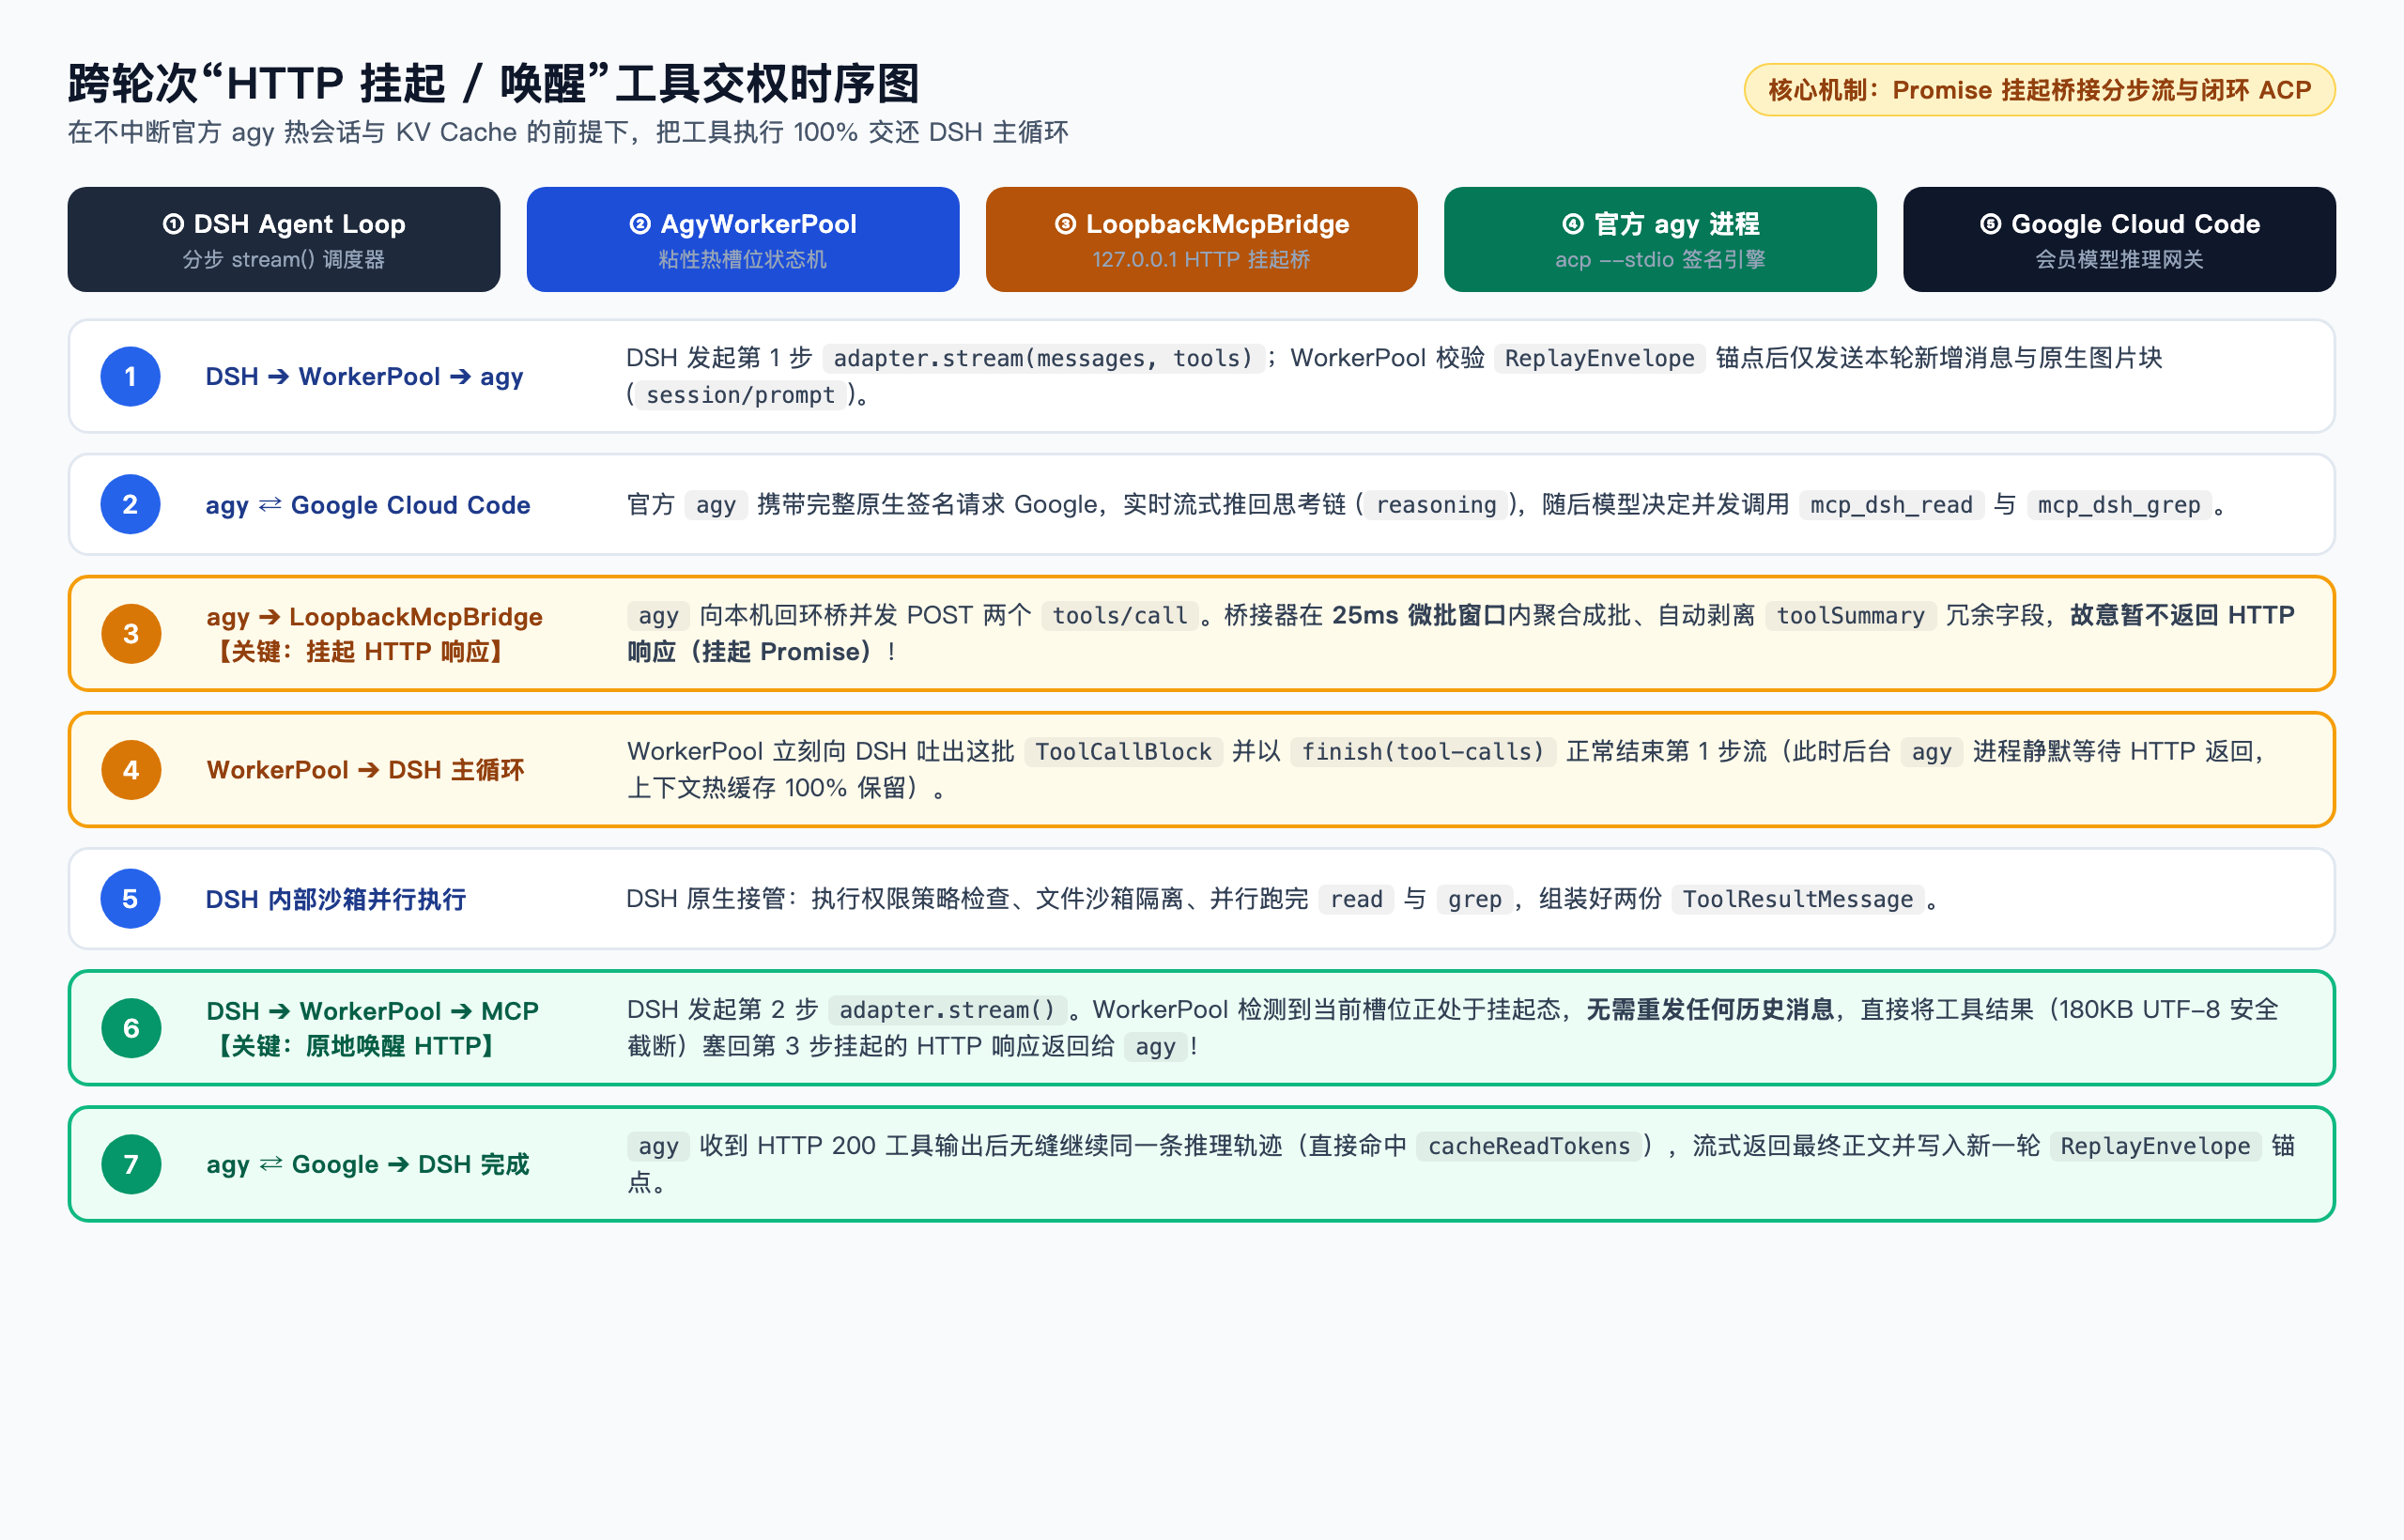 跨轮次“HTTP 挂起 / 唤醒”工具交权时序图
核心机制：Promise 挂起桥接分步流与闭环 ACP
在不中断官方 agy 热会话与 KV Cache 的前提下，把工具执行 100% 交还 DSH 主循环
① DSH Agent Loop
分步 stream() 调度器
② AgyWorkerPool
粘性热槽位状态机
③ LoopbackMcpBridge
127.0.0.1 HTTP 挂起桥
④ 官方 agy 进程
acp --stdio 签名引擎
⑤ Google Cloud Code
会员模型推理网关
1
DSH ➔ WorkerPool ➔ agy
DSH 发起第 1 步 adapter.stream(messages, tools)；WorkerPool 校验 ReplayEnvelope 锚点后仅发送本轮新增消息与原生图片块
(session/prompt)。
2
agy ⇄ Google Cloud Code
官方 agy 携带完整原生签名请求 Google，实时流式推回思考链 (reasoning)，随后模型决定并发调用 mcp_dsh_read 与 mcp_dsh_grep。
3
agy ➔ LoopbackMcpBridge
【关键：挂起 HTTP 响应】
agy 向本机回环桥并发 POST 两个 tools/call。桥接器在 25ms 微批窗口内聚合成批、自动剥离 toolSummary 冗余字段，故意暂不返回 HTTP
响应（挂起 Promise）！
4
WorkerPool ➔ DSH 主循环
WorkerPool 立刻向 DSH 吐出这批 ToolCallBlock 并以 finish(tool-calls) 正常结束第 1 步流（此时后台 agy 进程静默等待 HTTP 返回，
上下文热缓存 100% 保留）。
5
DSH 内部沙箱并行执行
DSH 原生接管：执行权限策略检查、文件沙箱隔离、并行跑完 read 与 grep，组装好两份 ToolResultMessage。
6
DSH ➔ WorkerPool ➔ MCP
【关键：原地唤醒 HTTP】
DSH 发起第 2 步 adapter.stream()。WorkerPool 检测到当前槽位正处于挂起态，无需重发任何历史消息，直接将工具结果（180KB UTF-8 安全
截断）塞回第 3 步挂起的 HTTP 响应返回给 agy！
7
agy ⇄ Google ➔ DSH 完成
agy 收到 HTTP 200 工具输出后无缝继续同一条推理轨迹（直接命中 cacheReadTokens），流式返回最终正文并写入新一轮 ReplayEnvelope 锚
点。